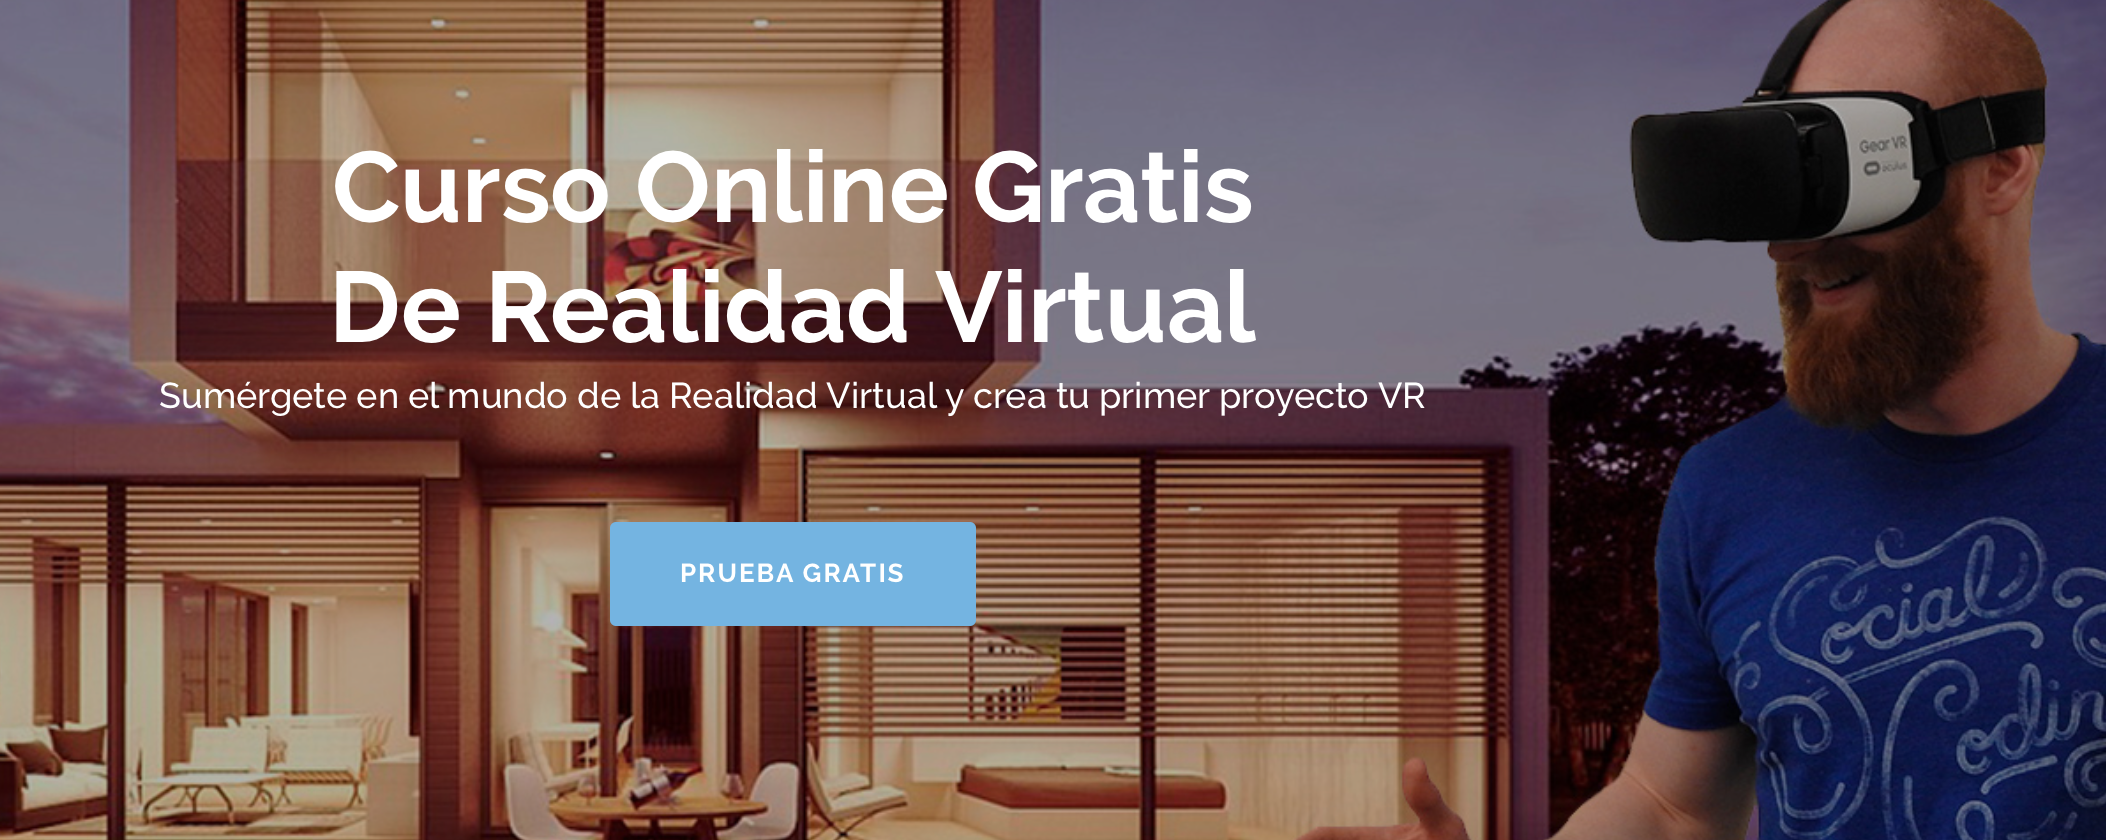 Curso Online Gratis
De Realidad Virtual
Sumérgete en el mundo de la Realidad Virtual y crea tu primer proyecto VR
PRUEBA GRATIS
Gear VR
oculus
Social